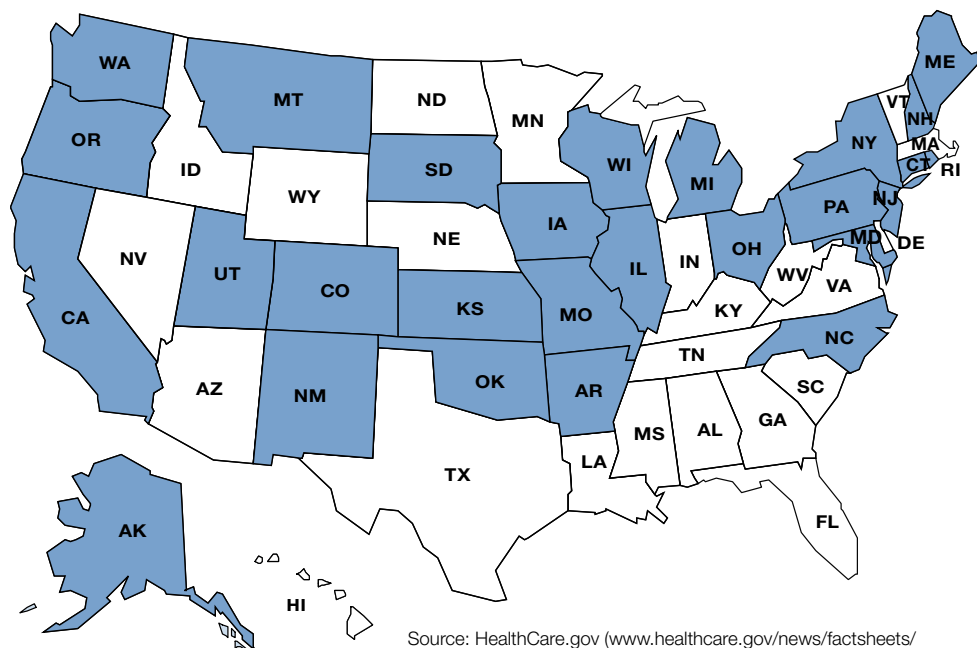 ME
WA
VT
MT
ND
NH
MN
OR
NY
MA
WI
CT
RI
ID
SD
MI
WY
NJ
PA
IA
NE
MD
DE
OH
NV
IN
IL
UT
WV
CO
VA
KS
CA
MO
KY
NC
TN
AZ
OK
SC
NM
AR
GA
MS
AL
LA
TX
FL
AK
HI
Source: HealthCare.gov (www.healthcare.gov/news/factsheets/